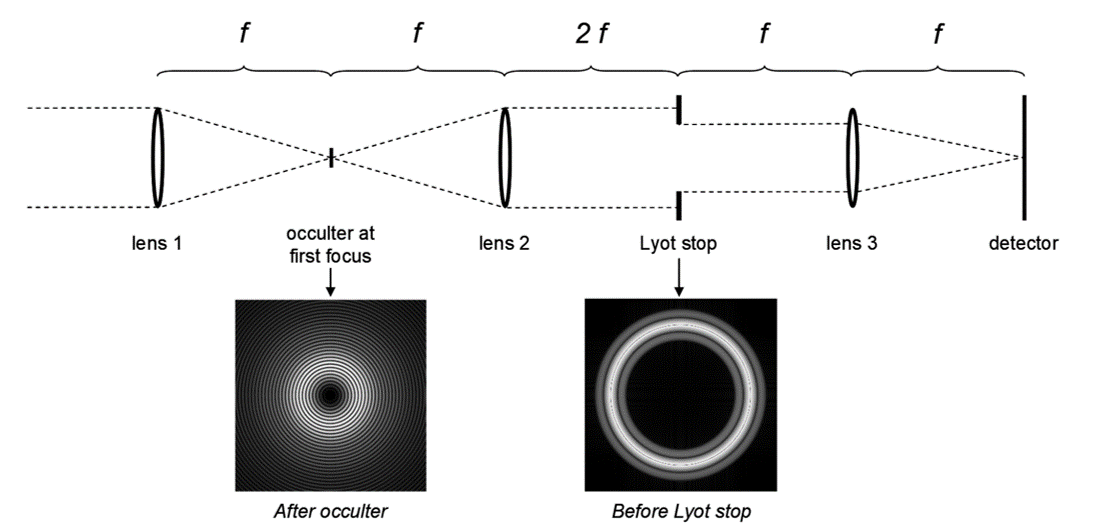 f f 2 f f f
lens 1
occulter at
first focus
lens 2
Lyot stop
lens 3
detector
After occulter
Before Lyot stop